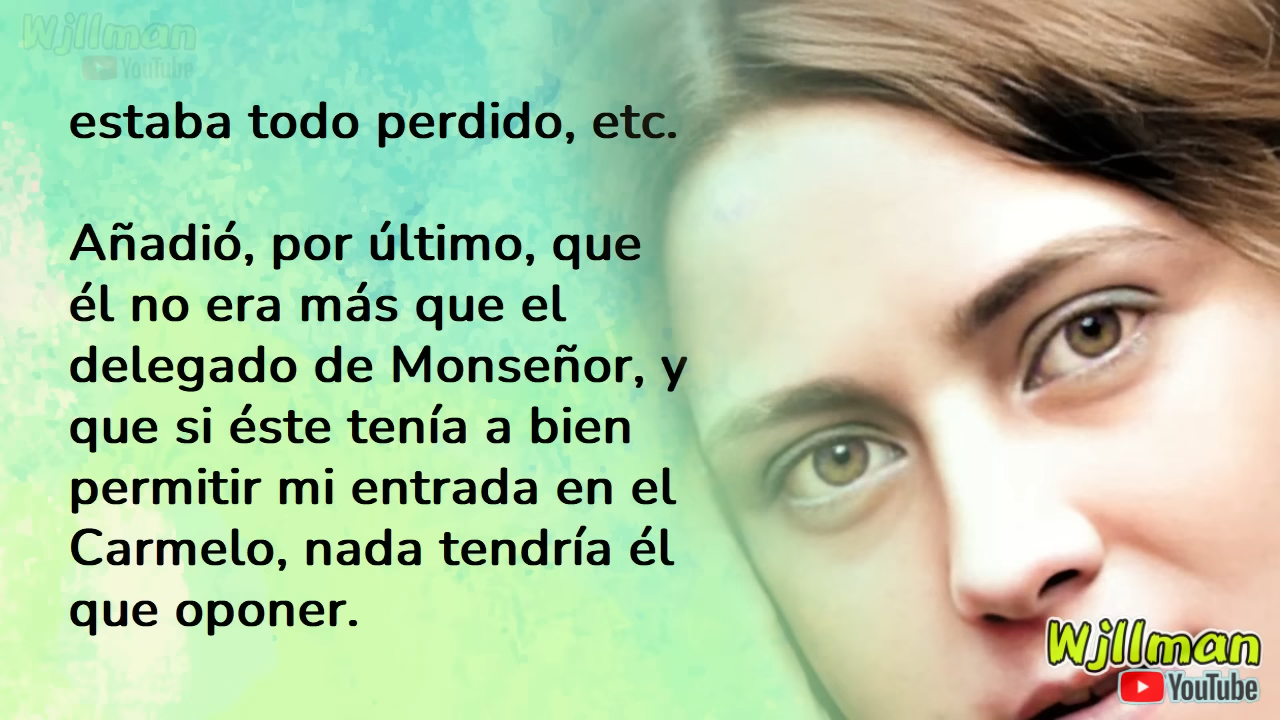 Wjllman
YouTube
estaba todo perdido, etc.
Añadió, por último, que
él no era más que el
delegado de Monseñor, y
que si éste tenía a bien
permitir mi entrada en el
Carmelo, nada tendría él
que oponer.
Wjllman
YouTube